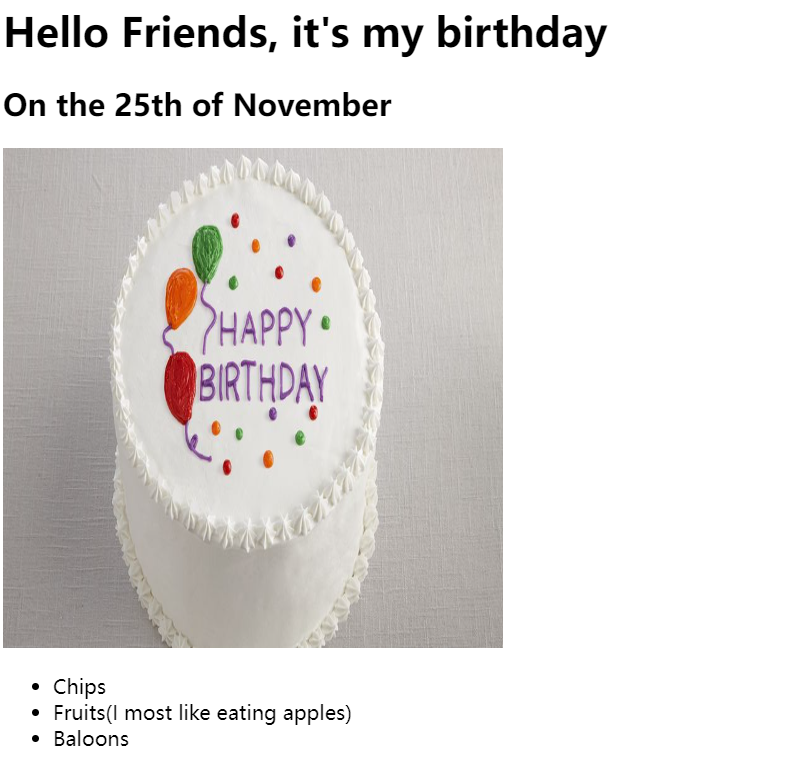 Hello Friends, it's my birthday
On the 25th of November
HAPPY
BIRTHDAY
Chips
Fruits(I most like eating apples)
Baloons